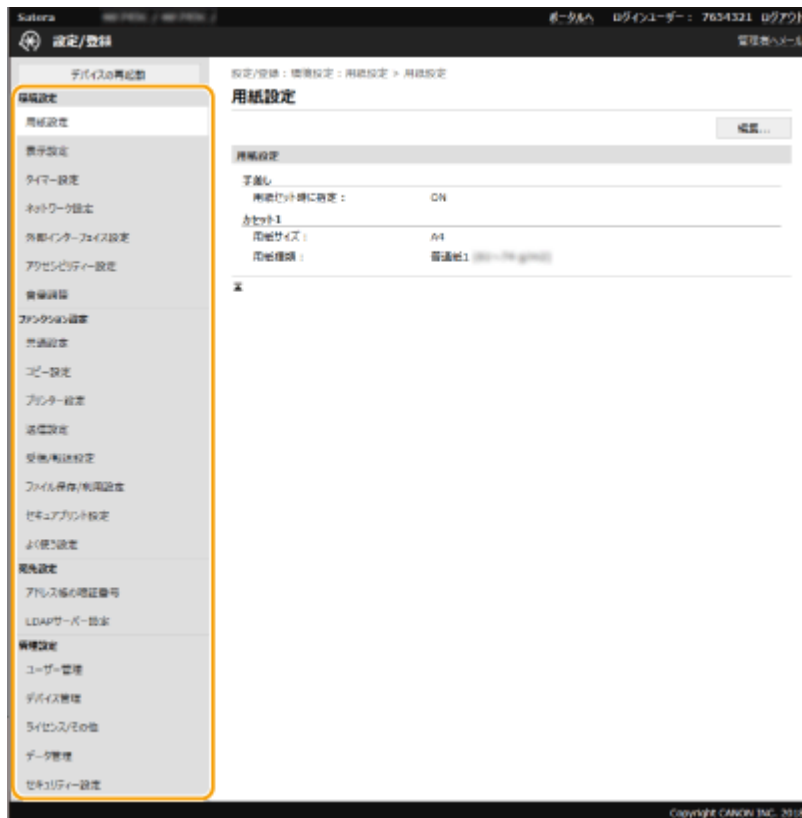 Satera
ポータルへ ログインユーザー： 7654321 ログアウト
設定/登録
管理者へメール
デバイスの再起動
設定/登録：環境設定：用紙設定 > 用紙設定
環境設定
用紙設定
用紙設定
編集...
表示設定
用紙設定
タイマー設定
手差し
用紙セット時に指定： ON
ネットワーク設定
カセット1
外部インターフェイス設定
用紙サイズ： A4
用紙種類： 普通紙1
アクセシビリティー設定
音量調整
ファンクション設定
共通設定
コピー設定
プリンター設定
送信設定
受信/転送設定
ファイル保存/利用設定
セキュアプリント設定
よく使う設定
宛先設定
アドレス帳の暗証番号
LDAPサーバー設定
管理設定
ユーザー管理
デバイス管理
ライセンス/その他
データ管理
セキュリティー設定
Copyright CANON INC. 2018